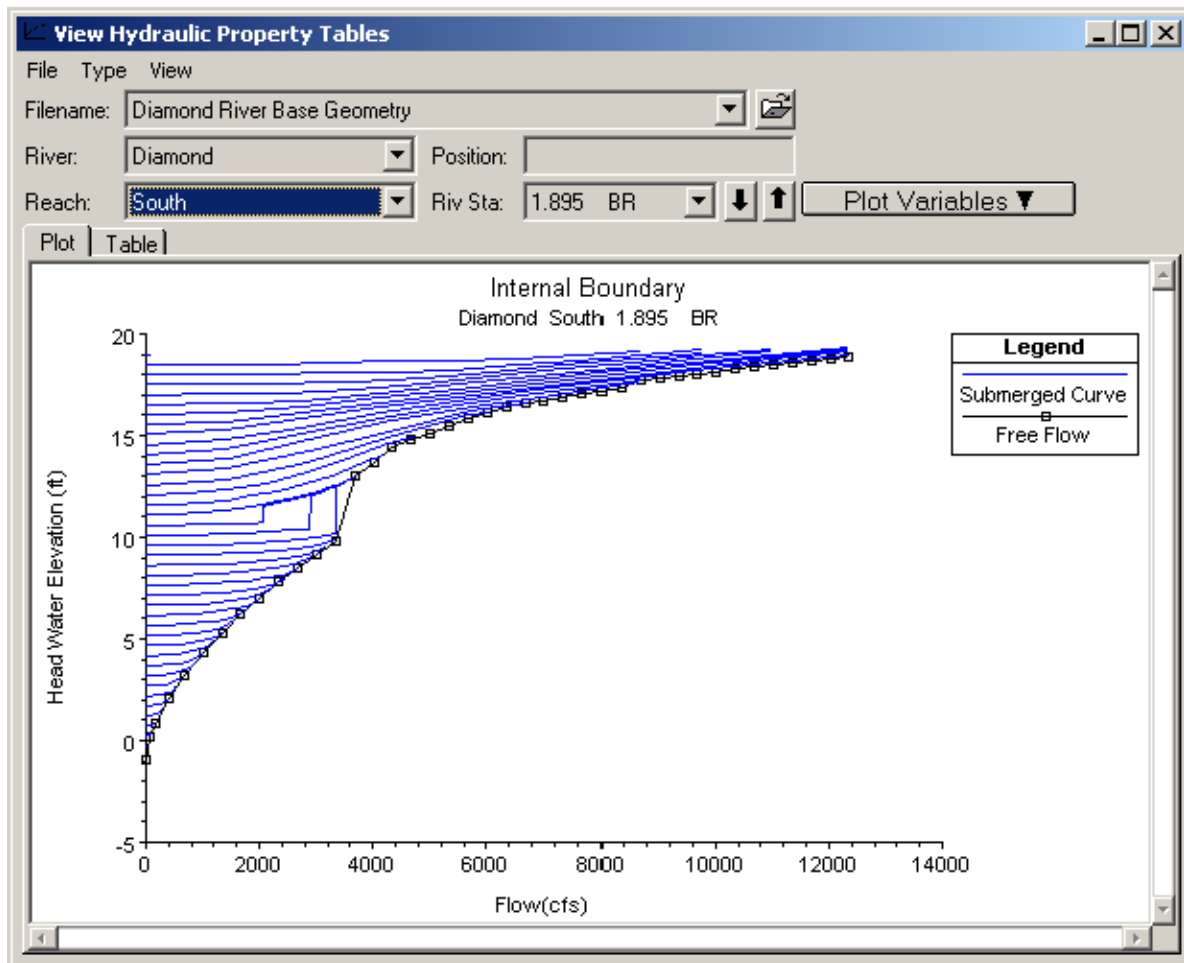 View Hydraulic Property Tables
File Type View
Filename: Diamond River Base Geometry
River: Diamond Position:
Reach: South Riv Sta: 1.895 BR Plot Variables
Plot Table
Internal Boundary
Diamond South 1.895 BR
20
15
10
5
0
-5
Head Water Elevation (ft)
0 2000 4000 6000 8000 10000 12000 14000
Flow(cfs)
Legend
Submerged Curve
Free Flow